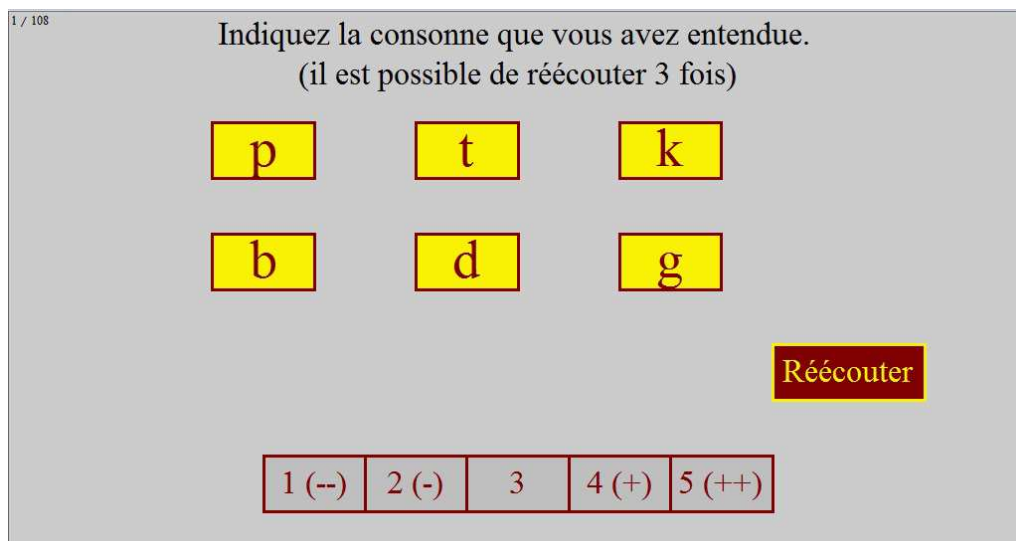 1 / 108
Indiquez la consonne que vous avez entendue.
(il est possible de réécouter 3 fois)
p t k
b d g
Réécouter
1 (--) 2 (-) 3 4 (+) 5 (++)